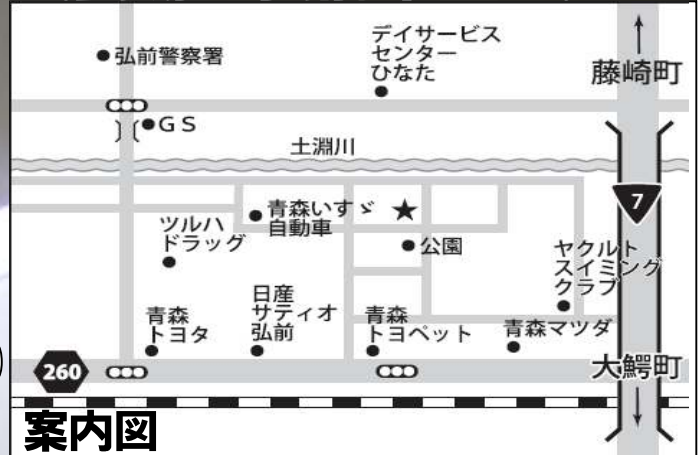 弘前警察署
デイサービス
センター
ひなた
藤崎町
GS
土淵川
7
青森いすゞ
自動車
★
ツルハ
ドラッグ
公園
ヤクルト
スイミング
クラブ
日産
サティオ
弘前
青森
トヨタ
青森
トヨペット
青森マツダ
260
大鰐町
案内図